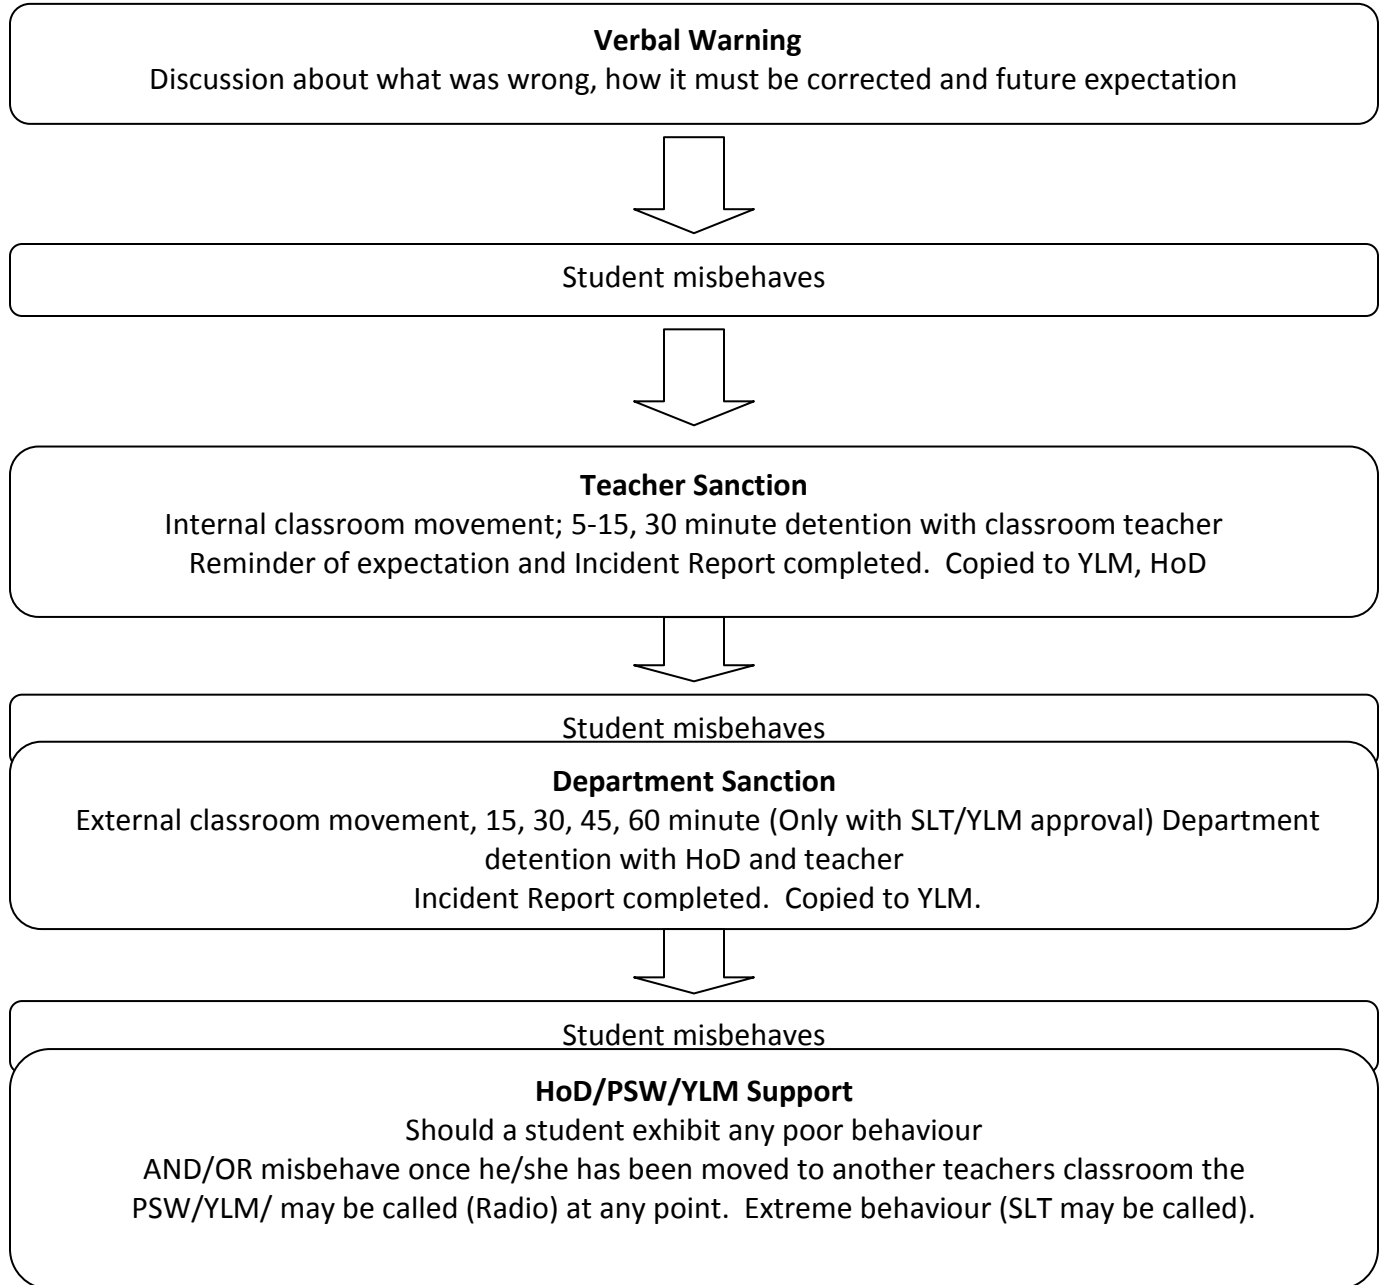 Verbal Warning
Discussion about what was wrong, how it must be corrected and future expectation
Student misbehaves
Teacher Sanction
Internal classroom movement; 5-15, 30 minute detention with classroom teacher
Reminder of expectation and Incident Report completed.  Copied to YLM, HoD
Student misbehaves
Department Sanction
External classroom movement, 15, 30, 45, 60 minute (Only with SLT/YLM approval) Department
detention with HoD and teacher
Incident Report completed.  Copied to YLM.
Student misbehaves
HoD/PSW/YLM Support
Should a student exhibit any poor behaviour
AND/OR misbehave once he/she has been moved to another teachers classroom the
PSW/YLM/ may be called (Radio) at any point.  Extreme behaviour (SLT may be called).